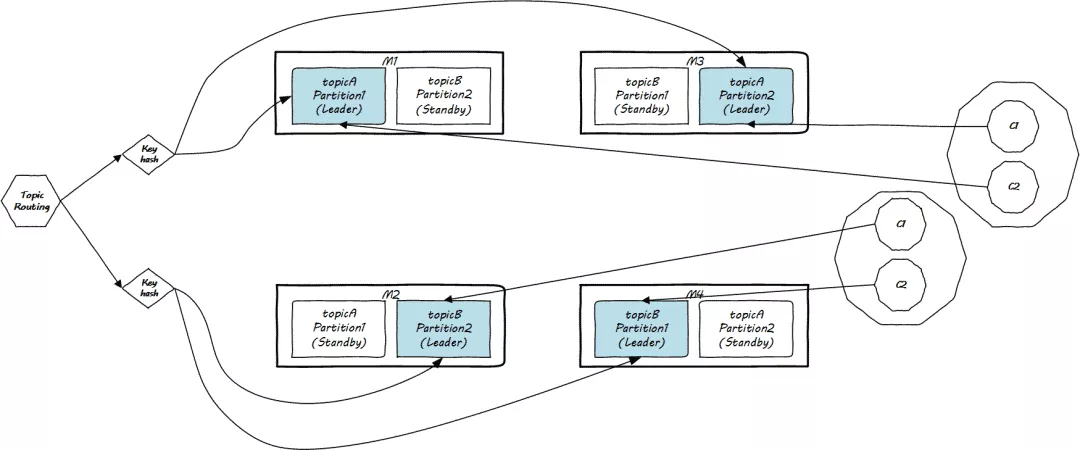 M1
topicA
Partition1
(Leader)
topicB
Partition2
(Standby)
M3
topicB
Partition1
(Standby)
topicA
Partition2
(Leader)
C1
C2
Key
hash
Topic
Routing
Key
hash
C1
C2
M2
topicA
Partition1
(Standby)
topicB
Partition2
(Leader)
M4
topicB
Partition1
(Leader)
topicA
Partition2
(Standby)